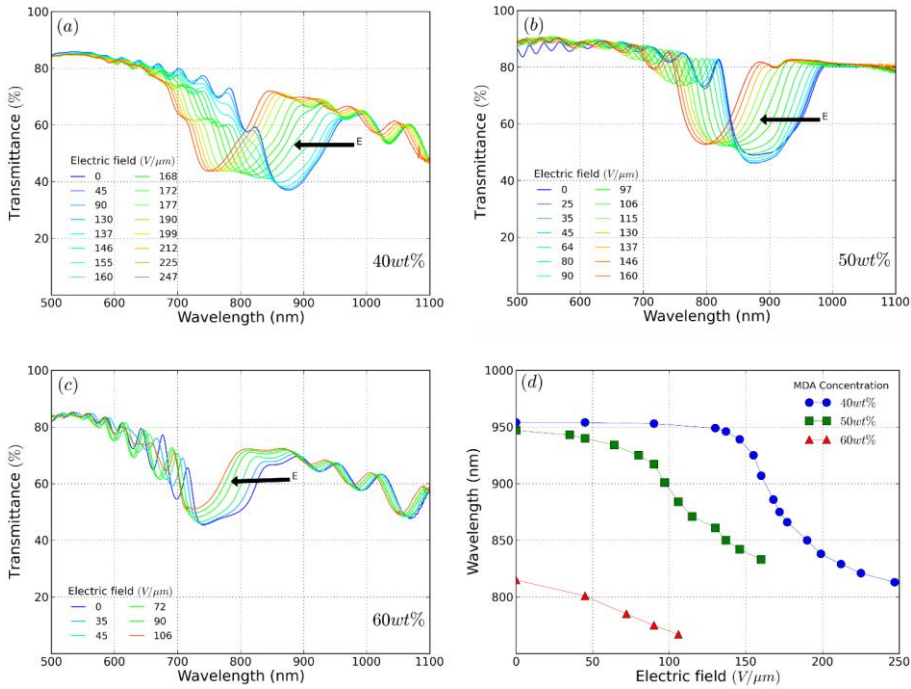 (a)
100
80
60
40
20
Transmittance (%)
E
Electric field (V/μm)
0 168
45 172
90 177
130 190
137 199
146 212
155 225
160 247
40wt%
500 600 700 800 900 1000 1100
Wavelength (nm)
(b)
100
80
60
40
20
Transmittance (%)
E
Electric field (V/μm)
0 97
25 106
35 115
45 130
64 137
80 146
90 160
50wt%
500 600 700 800 900 1000 1100
Wavelength (nm)
(c)
100
80
60
40
20
Transmittance (%)
E
Electric field (V/μm)
0 72
35 90
45 106
60wt%
500 600 700 800 900 1000 1100
Wavelength (nm)
(d)
1000
950
900
850
800
Wavelength (nm)
MDA Concentration
40wt%
50wt%
60wt%
0 50 100 150 200 250
Electric field (V/μm)